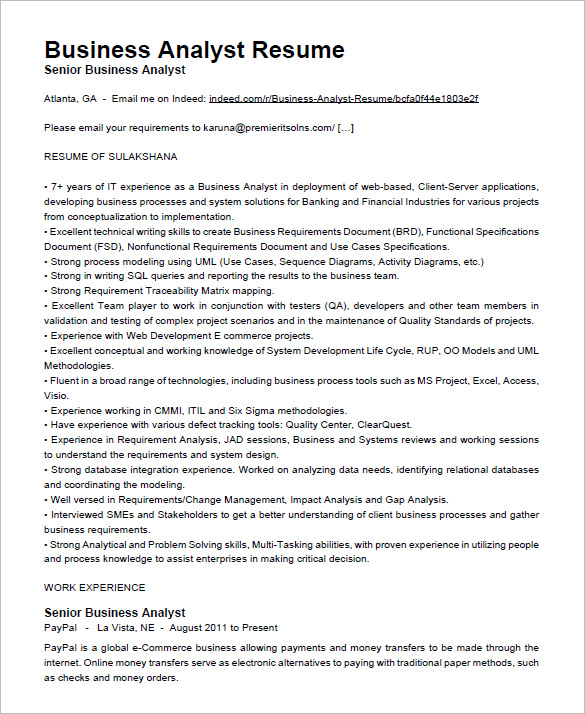 Business Analyst Resume
Senior Business Analyst
Atlanta, GA - Email me on Indeed: indeed.com/r/Business-Analyst-Resume/bcfa0f44e1803e2f
Please email your requirements to karuna@premieritsolns.com/ [...]
RESUME OF SULAKSHANA
• 7+ years of IT experience as a Business Analyst in deployment of web-based, Client-Server applications,
developing business processes and system solutions for Banking and Financial Industries for various projects
from conceptualization to implementation.
• Excellent technical writing skills to create Business Requirements Document (BRD), Functional Specifications
Document (FSD), Nonfunctional Requirements Document and Use Cases Specifications.
• Strong process modeling using UML (Use Cases, Sequence Diagrams, Activity Diagrams, etc.)
• Strong in writing SQL queries and reporting the results to the business team.
• Strong Requirement Traceability Matrix mapping.
• Excellent Team player to work in conjunction with testers (QA), developers and other team members in
validation and testing of complex project scenarios and in the maintenance of Quality Standards of projects.
• Experience with Web Development E commerce projects.
• Excellent conceptual and working knowledge of System Development Life Cycle, RUP, OO Models and UML
Methodologies.
• Fluent in a broad range of technologies, including business process tools such as MS Project, Excel, Access,
Visio.
• Experience working in CMMI, ITIL and Six Sigma methodologies.
• Have experience with various defect tracking tools: Quality Center, ClearQuest.
• Experience in Requirement Analysis, JAD sessions, Business and Systems reviews and working sessions
to understand the requirements and system design.
• Strong database integration experience. Worked on analyzing data needs, identifying relational databases
and coordinating the modeling.
• Well versed in Requirements/Change Management, Impact Analysis and Gap Analysis.
• Interviewed SMEs and Stakeholders to get a better understanding of client business processes and gather
business requirements.
• Strong Analytical and Problem Solving skills, Multi-Tasking abilities, with proven experience in utilizing people
and process knowledge to assist enterprises in making critical decision.
WORK EXPERIENCE
Senior Business Analyst
PayPal - La Vista, NE - August 2011 to Present
PayPal is a global e-Commerce business allowing payments and money transfers to be made through the
internet. Online money transfers serve as electronic alternatives to paying with traditional paper methods, such
as checks and money orders.